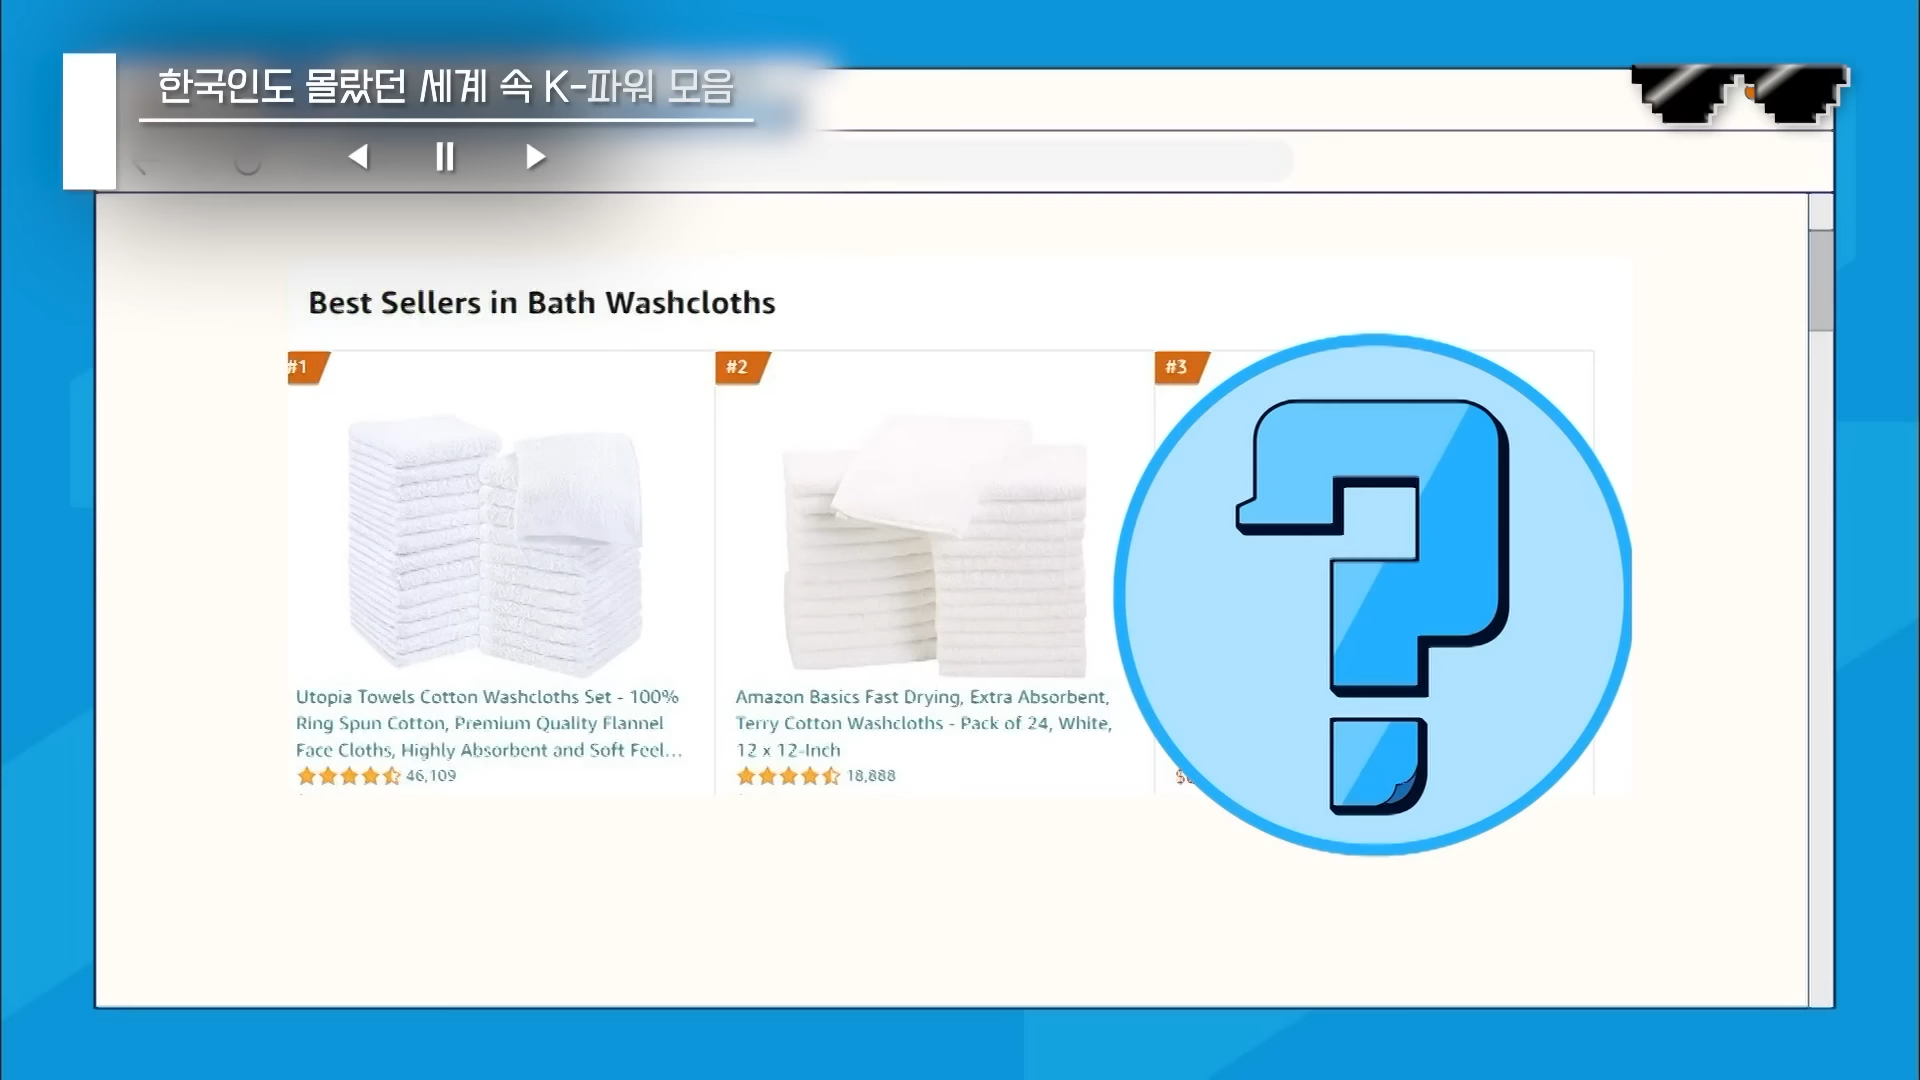 한국인도 몰랐던 세계 속 K-파워 모음
Best Sellers in Bath Washcloths
#1
#2
#3
Utopia Towels Cotton Washcloths Set - 100%
Ring Spun Cotton, Premium Quality Flannel
Face Cloths, Highly Absorbent and Soft Feel...
46,109
Amazon Basics Fast Drying, Extra Absorbent,
Terry Cotton Washcloths - Pack of 24, White,
12 x 12-Inch
18,888
?